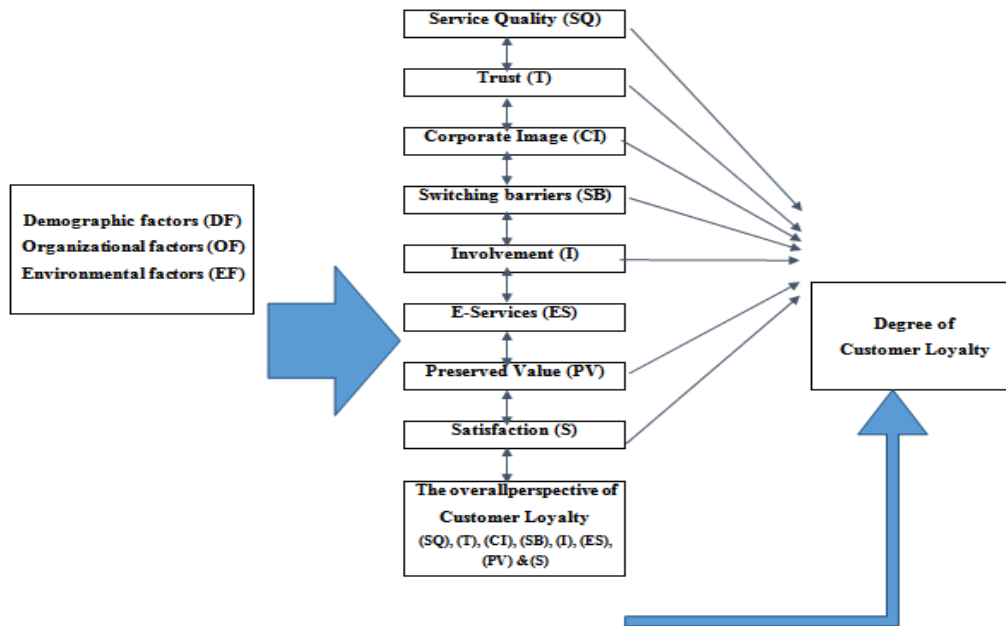 Service Quality (SQ)
Trust (T)
Corporate Image (CI)
Switching barriers (SB)
Involvement (I)
E-Services (ES)
Preserved Value (PV)
Satisfaction (S)
The overallperspective of
Customer Loyalty
(SQ), (T), (CI), (SB), (I), (ES),
(PV) & (S)
Demographic factors (DF)
Organizational factors (OF)
Environmental factors (EF)
Degree of
Customer Loyalty